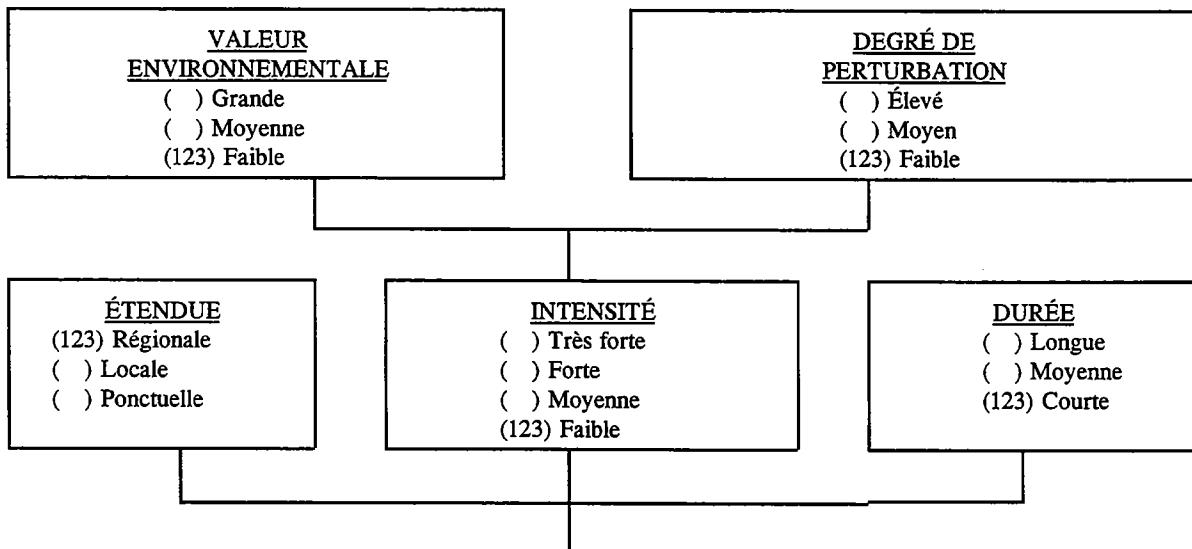 VALEUR
ENVIRONNEMENTALE
( ) Grande
( ) Moyenne
(123) Faible
DEGRÉ DE
PERTURBATION
( ) Élevé
( ) Moyen
(123) Faible
ÉTENDUE
(123) Régionale
( ) Locale
( ) Ponctuelle
INTENSITÉ
( ) Très forte
( ) Forte
( ) Moyenne
(123) Faible
DURÉE
( ) Longue
( ) Moyenne
(123) Courte